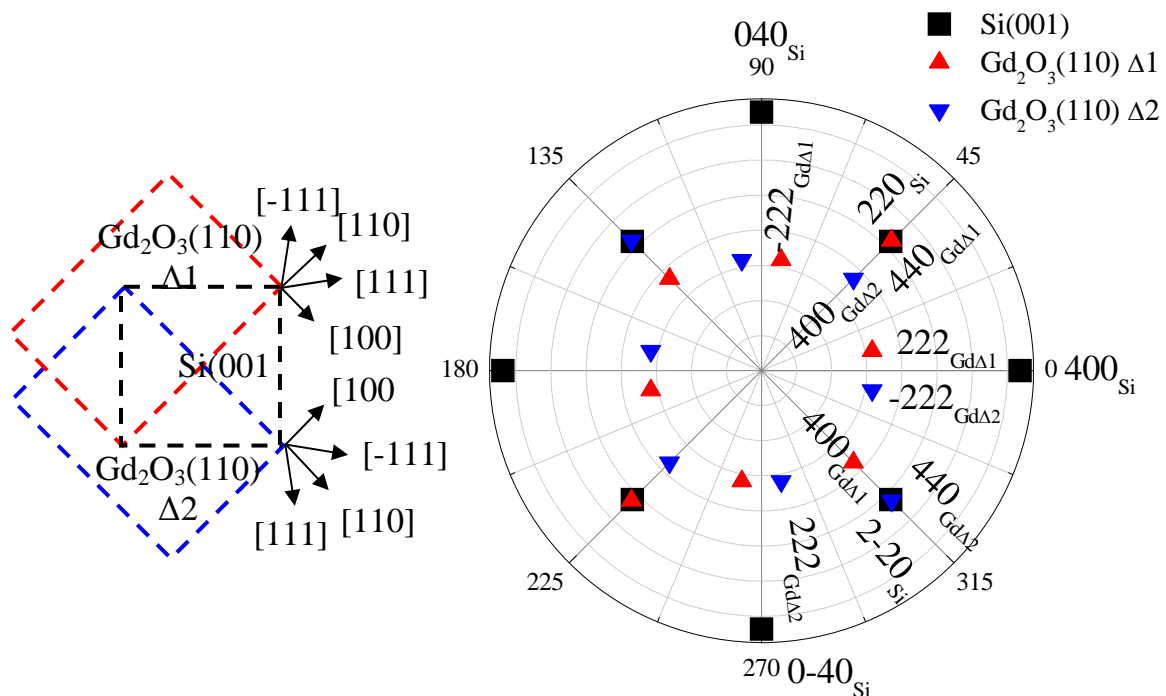 Si(001)
Gd2O3(110) Δ1
Gd2O3(110) Δ2
040Si
90
135
45
180
0
400Si
225
315
270
0-40Si
-222GdΔ1
220Si
440GdΔ1
400GdΔ2
222GdΔ1
-222GdΔ2
400GdΔ1
440GdΔ2
2-20Si
222GdΔ2
[-111]
[110]
[111]
[100]
Gd2O3(110)
Δ1
Si(001
[100
[-111]
[110]
[111]
Gd2O3(110)
Δ2